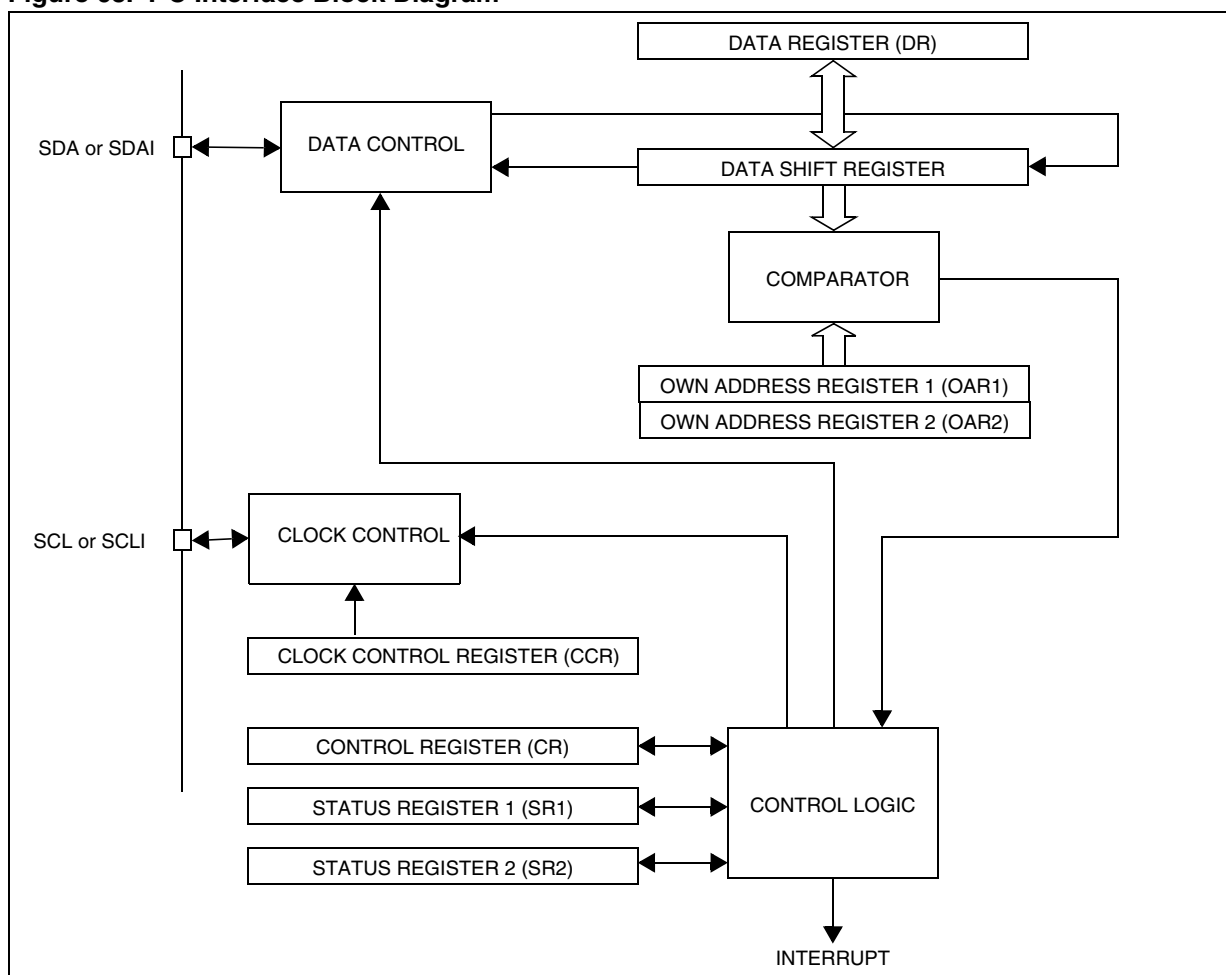 DATA REGISTER (DR)
SDA or SDAI
DATA CONTROL
DATA SHIFT REGISTER
COMPARATOR
OWN ADDRESS REGISTER 1 (OAR1)
OWN ADDRESS REGISTER 2 (OAR2)
SCL or SCLI
CLOCK CONTROL
CLOCK CONTROL REGISTER (CCR)
CONTROL REGISTER (CR)
STATUS REGISTER 1 (SR1)
CONTROL LOGIC
STATUS REGISTER 2 (SR2)
INTERRUPT